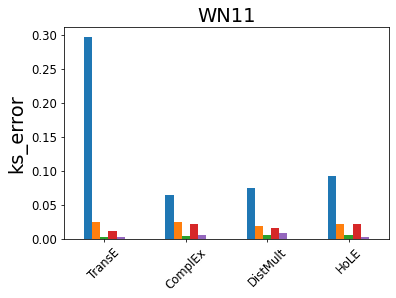 WN11
ks_error
0.30
0.25
0.20
0.15
0.10
0.05
0.00
TransE
ComplEx
DistMult
HoLE